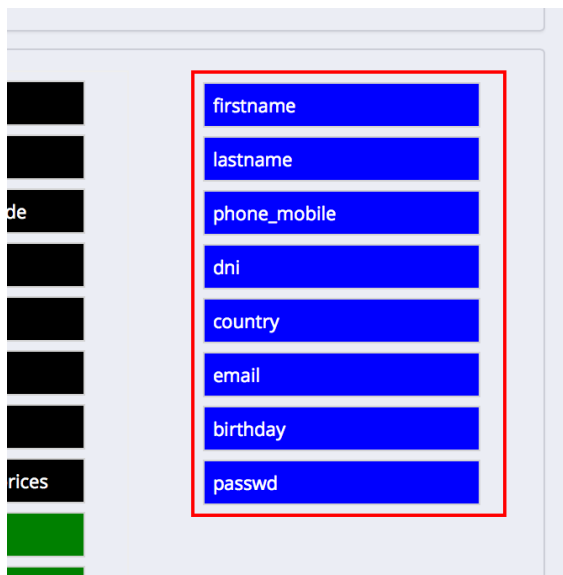 firstname
lastname
de
phone_mobile
dni
country
email
birthday
rices
passwd